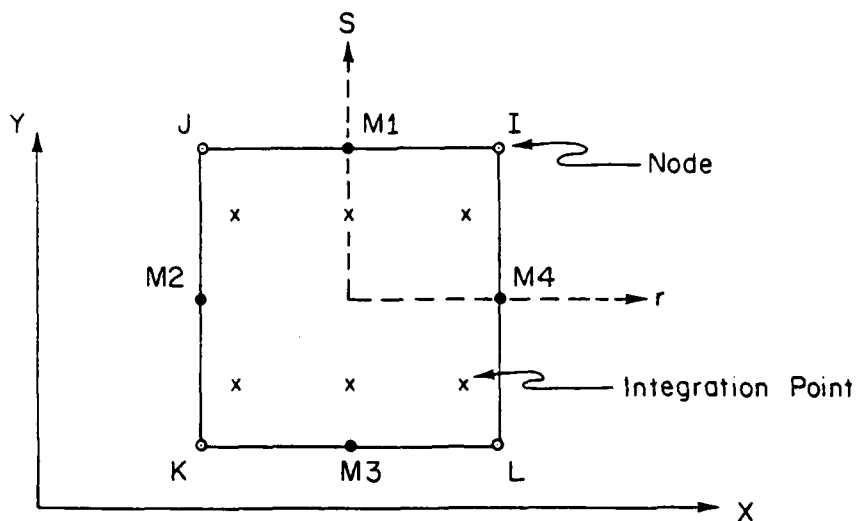 S
Y
J
M1
I
Node
x x x
M2
M4
r
x x x
Integration Point
K
M3
L
X